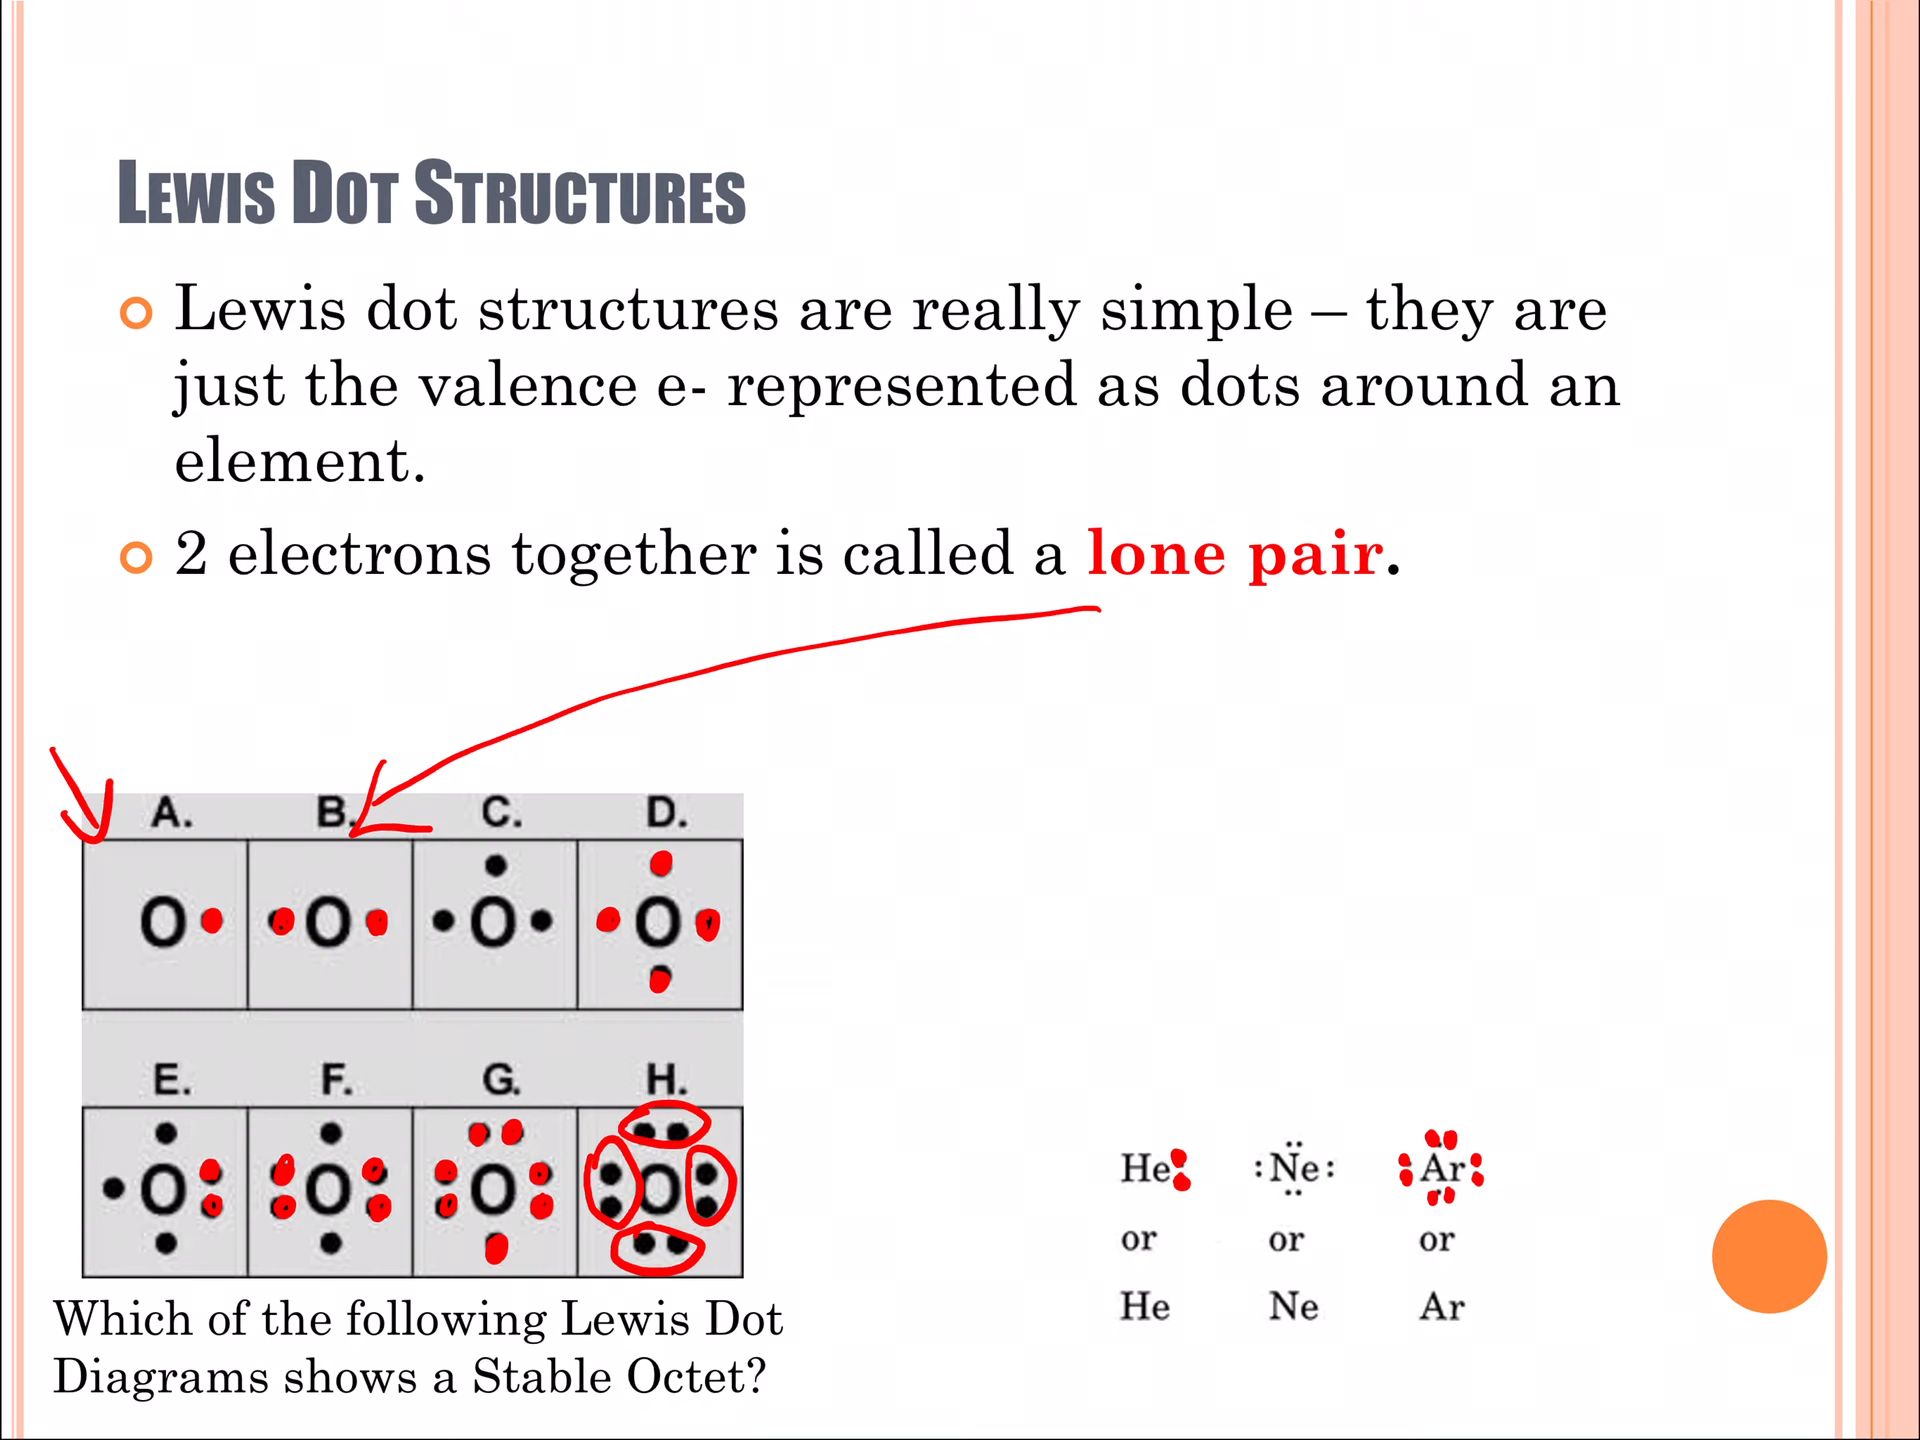 LEWIS DOT STRUCTURES
Lewis dot structures are really simple – they are
just the valence e- represented as dots around an
element.
2 electrons together is called a lone pair.
A. B. C. D.
O O O O
E. F. G. H.
O O O O
Which of the following Lewis Dot
Diagrams shows a Stable Octet?
He: :Ne: :Ar:
or or or
He Ne Ar